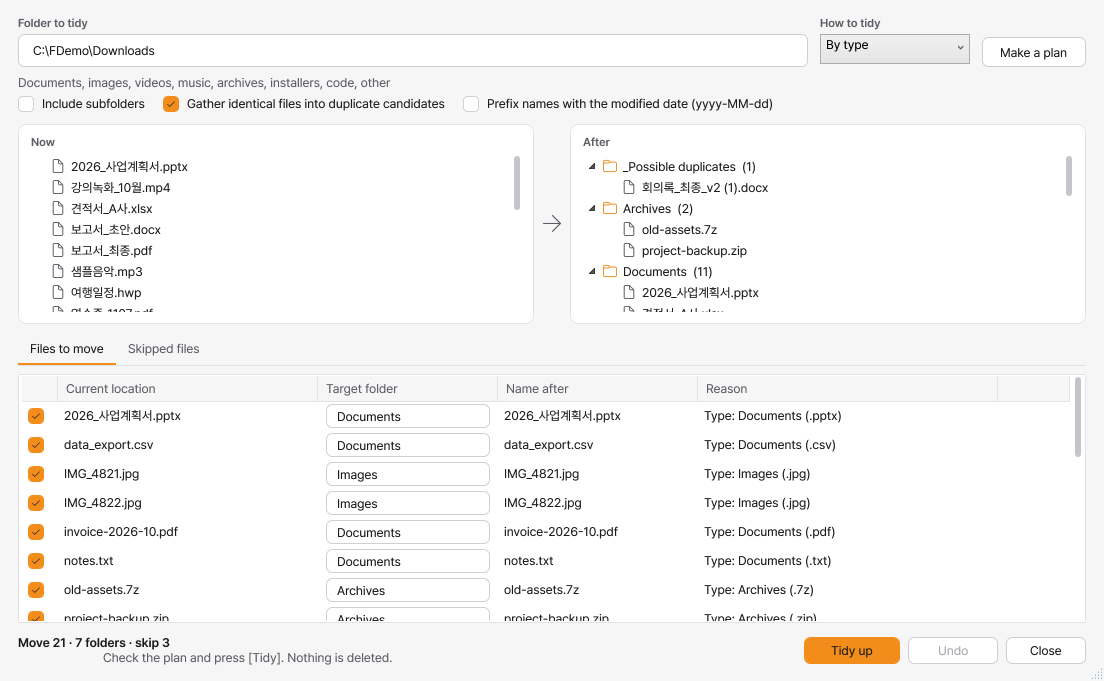 Folder to tidy
How to tidy
C:\FDemo\Downloads
By type
Make a plan
Documents, images, videos, music, archives, installers, code, other
Include subfolders
Gather identical files into duplicate candidates
Prefix names with the modified date (yyyy-MM-dd)
Now
2026_사업계획서.pptx
강의녹화_10월.mp4
견적서_A사.xlsx
보고서_초안.docx
보고서_최종.pdf
샘플음악.mp3
여행일정.hwp
After
_Possible duplicates (1)
회의록_최종_v2 (1).docx
Archives (2)
old-assets.7z
project-backup.zip
Documents (11)
2026_사업계획서.pptx
Files to move
Skipped files
Current location Target folder Name after Reason
2026_사업계획서.pptx Documents 2026_사업계획서.pptx Type: Documents (.pptx)
data_export.csv Documents data_export.csv Type: Documents (.csv)
IMG_4821.jpg Images IMG_4821.jpg Type: Images (.jpg)
IMG_4822.jpg Images IMG_4822.jpg Type: Images (.jpg)
invoice-2026-10.pdf Documents invoice-2026-10.pdf Type: Documents (.pdf)
notes.txt Documents notes.txt Type: Documents (.txt)
old-assets.7z Archives old-assets.7z Type: Archives (.7z)
project-backup.zip Archives project-backup.zip Type: Archives (.zip)
Move 21 · 7 folders · skip 3
Check the plan and press [Tidy]. Nothing is deleted.
Tidy up
Undo
Close